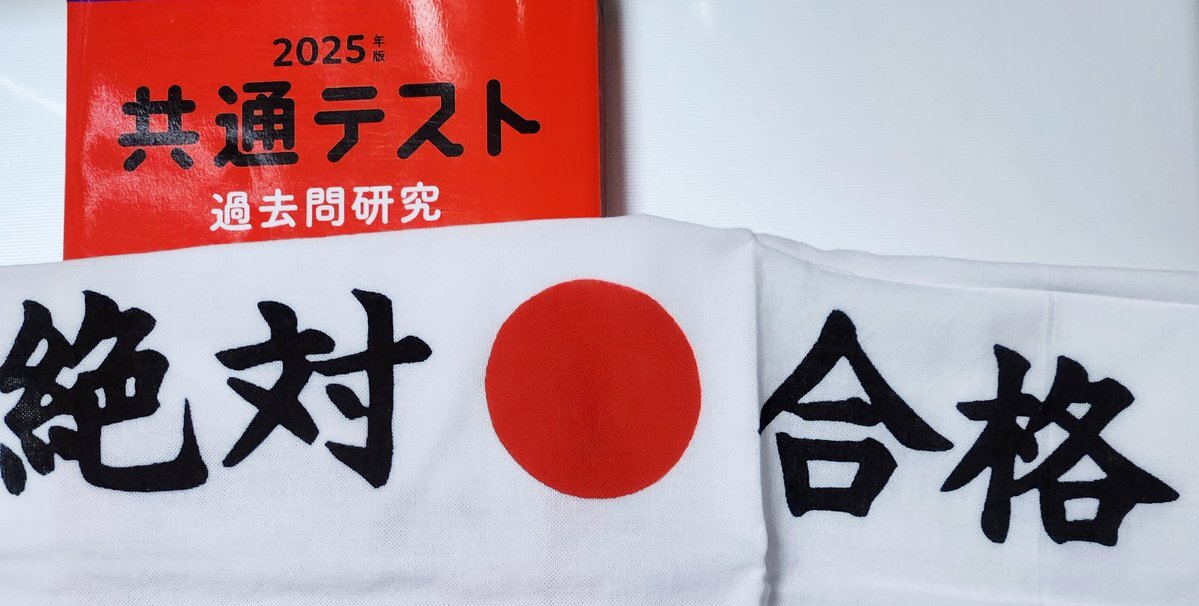 2025年版
共通テスト
過去問研究
絶対 合格